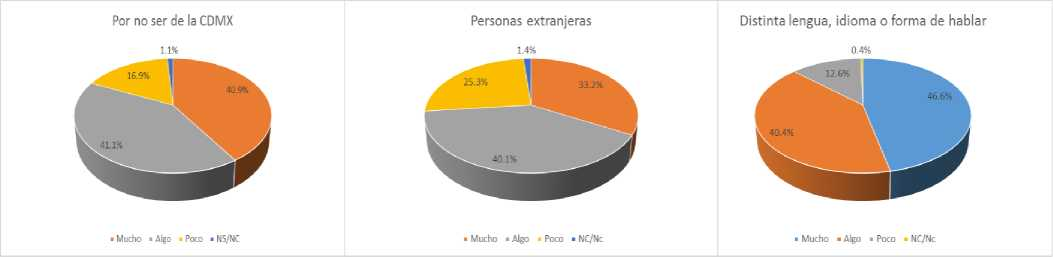 Por no ser de la CDMX
1.1%
16.9%
40.9%
41.1%
Mucho Algo Poco NS/NC
Personas extranjeras
1.4%
25.3%
33.2%
40.1%
Mucho Algo Poco NC/Nc
Distinta lengua, idioma o forma de hablar
0.4%
12.6%
46.6%
40.4%
Mucho Algo Poco NC/Nc